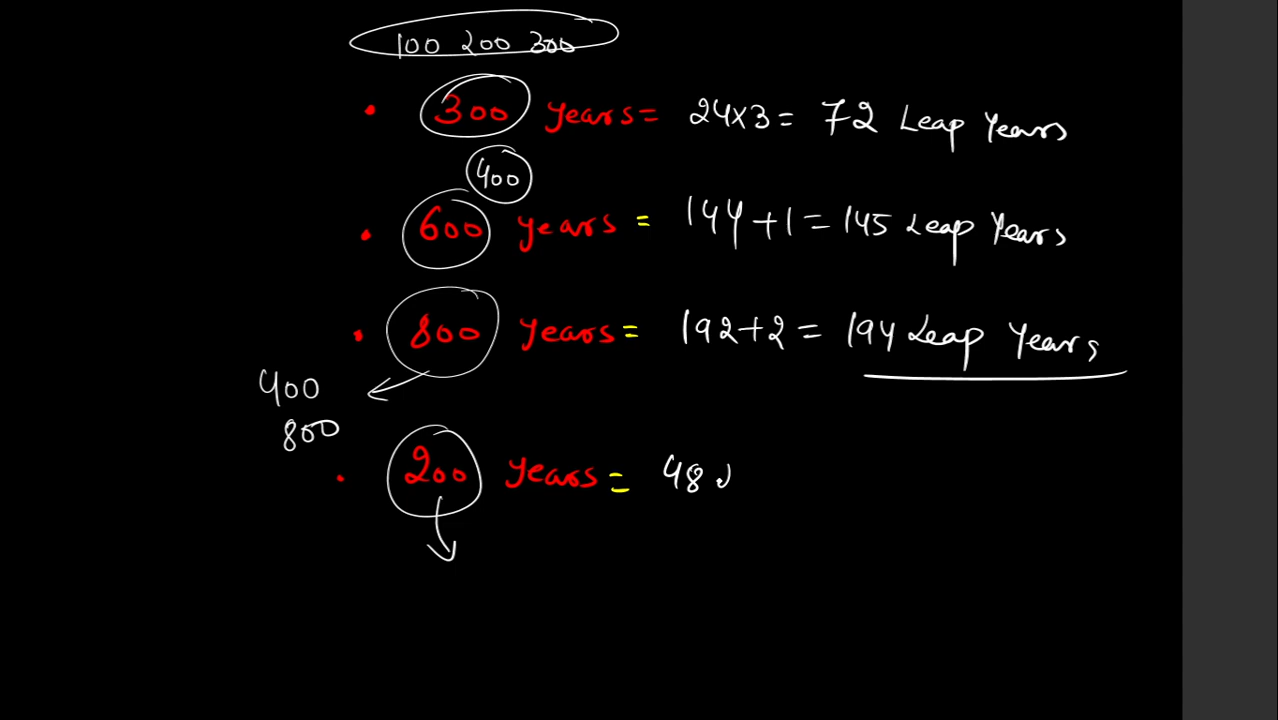 100 200 300
• 300 years = 24x3 = 72 Leap Years
400
• 600 years = 144+1 = 145 Leap Years
• 800 years = 192+2 = 194 Leap Years
400
800
• 200 years = 48